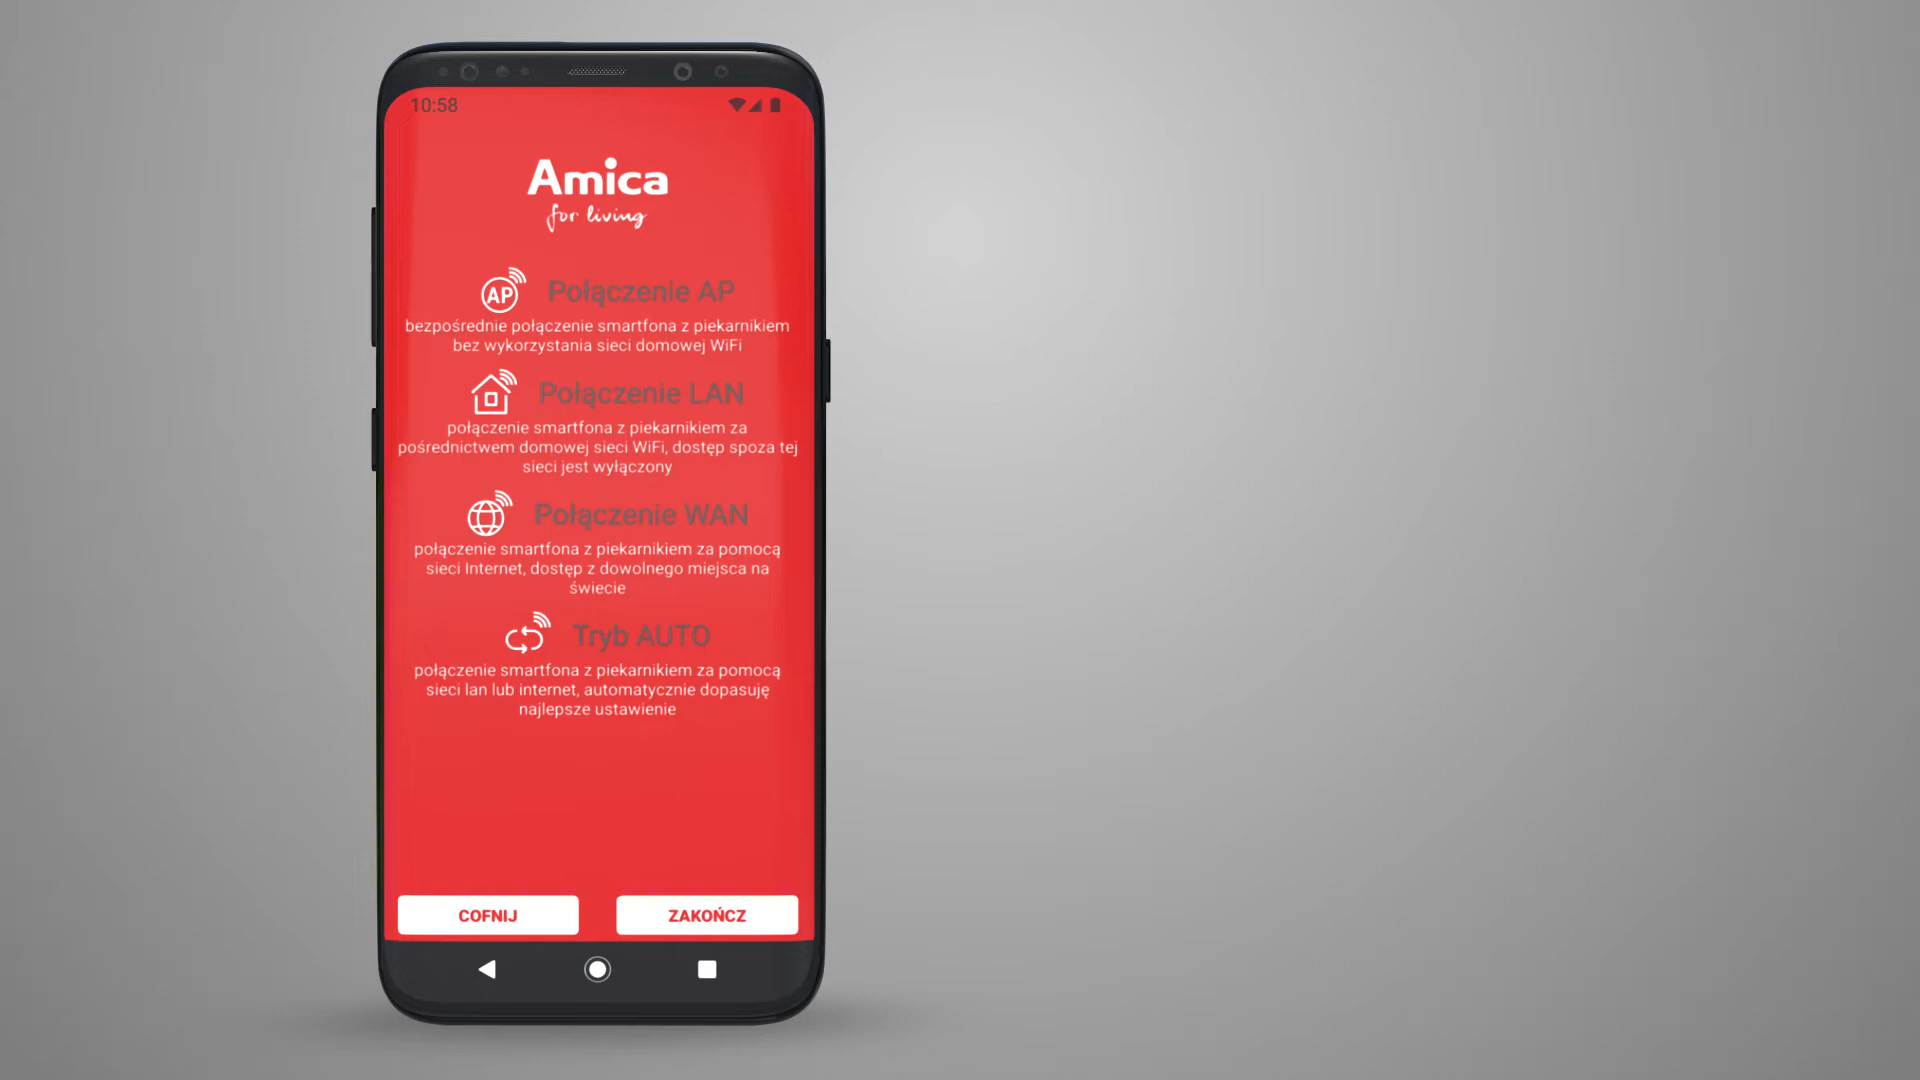 10:58
Amica
for living
AP
Połączenie AP
bezpośrednie połączenie smartfona z piekarnikiem
bez wykorzystania sieci domowej WiFi
Połączenie LAN
połączenie smartfona z piekarnikiem za
pośrednictwem domowej sieci WiFi, dostęp spoza tej
sieci jest wyłączony
Połączenie WAN
połączenie smartfona z piekarnikiem za pomocą
sieci Internet, dostęp z dowolnego miejsca na
świecie
Tryb AUTO
połączenie smartfona z piekarnikiem za pomocą
sieci lan lub internet, automatycznie dopasuję
najlepsze ustawienie
COFNIJ
ZAKOŃCZ